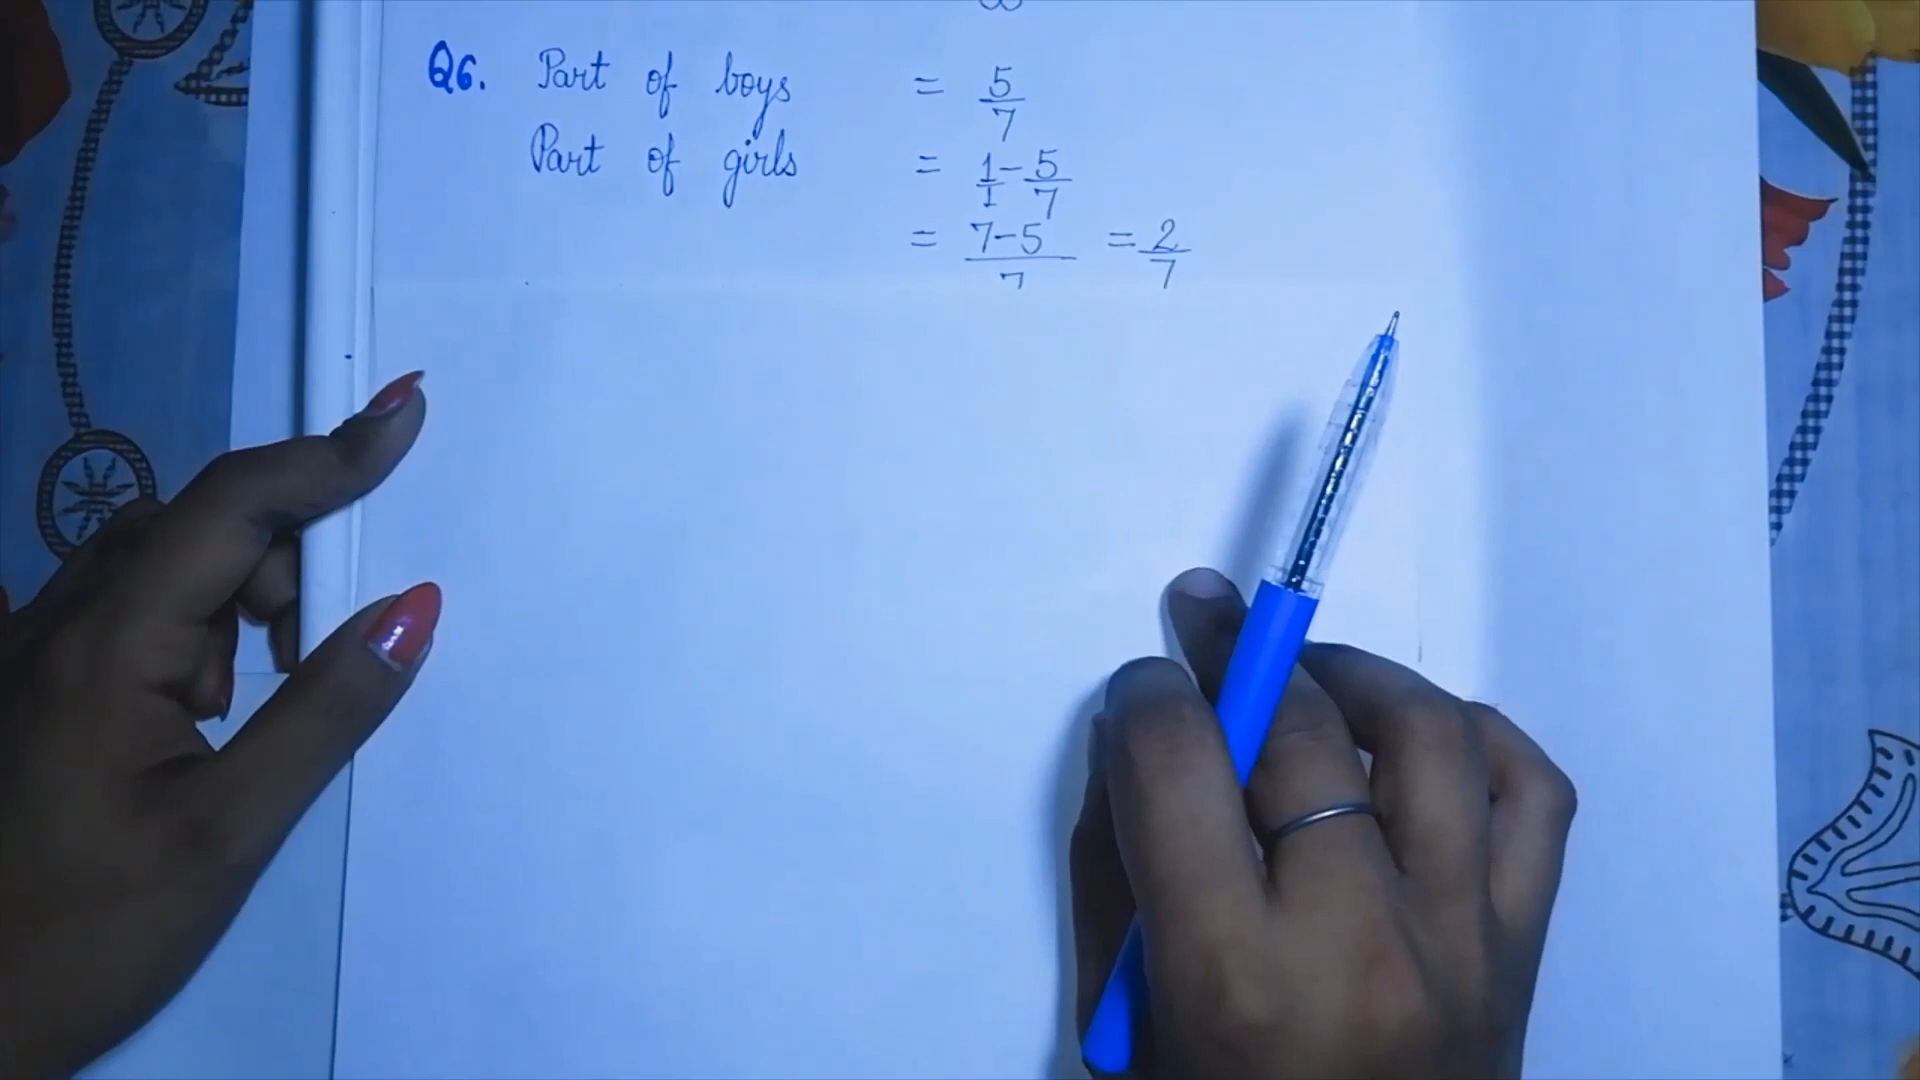 Q6. Part of boys = 5/7
Part of girls = 1/1 - 5/7
= 7-5/7 = 2/7